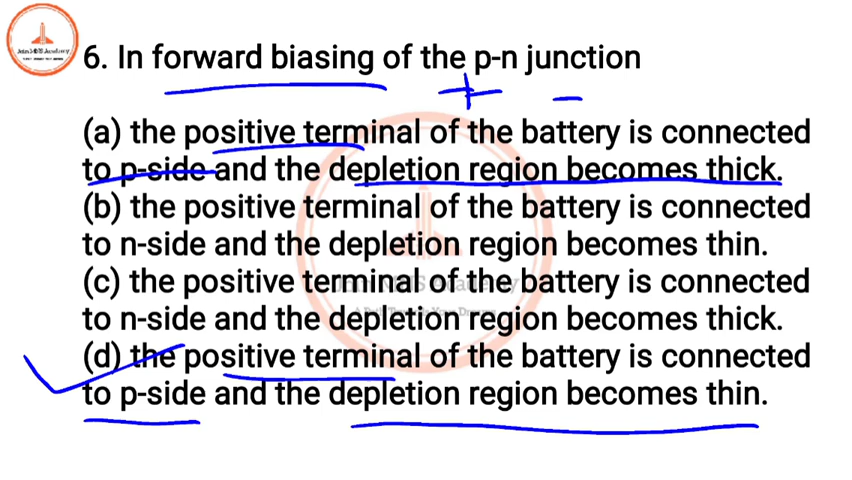 6. In forward biasing of the p-n junction
+ –
(a) the positive terminal of the battery is connected
to p-side and the depletion region becomes thick.
(b) the positive terminal of the battery is connected
to n-side and the depletion region becomes thin.
(c) the positive terminal of the battery is connected
to n-side and the depletion region becomes thick.
(d) the positive terminal of the battery is connected
to p-side and the depletion region becomes thin.